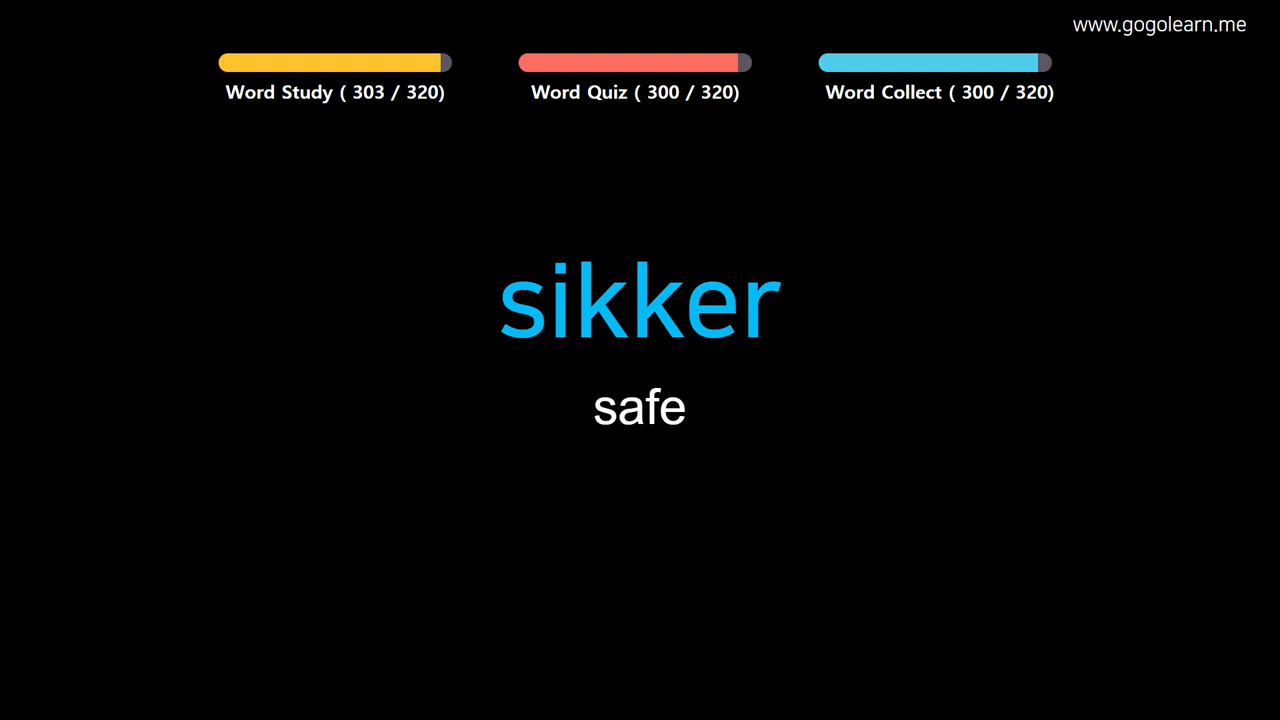 www.gogolearn.me
Word Study ( 303 / 320)
Word Quiz ( 300 / 320)
Word Collect ( 300 / 320)
sikker
safe